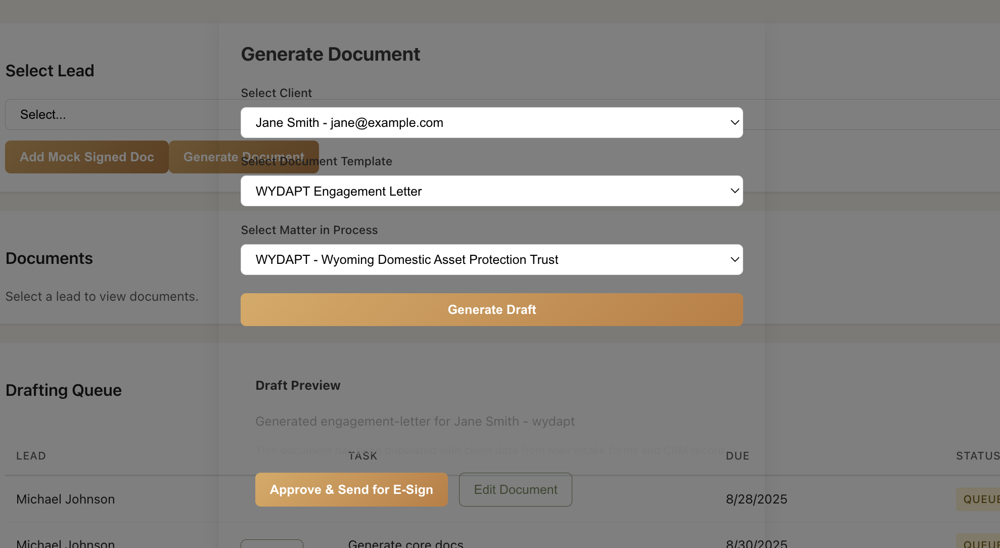 Generate Document
Select Lead
Select Client
Select...
Jane Smith - jane@example.com
Add Mock Signed Doc
Generate Document
Select Document Template
WYDAPT Engagement Letter
Select Matter in Process
WYDAPT - Wyoming Domestic Asset Protection Trust
Documents
Select a lead to view documents.
Generate Draft
Drafting Queue
Draft Preview
Generated engagement-letter for Jane Smith - wydapt
This document has been populated with client data from their intake forms and CRM record
LEAD
TASK
DUE
STATUS
Michael Johnson
Approve & Send for E-Sign
Edit Document
8/28/2025
QUEUE
Michael Johnson
Generate core docs
8/30/2025
QUEUE